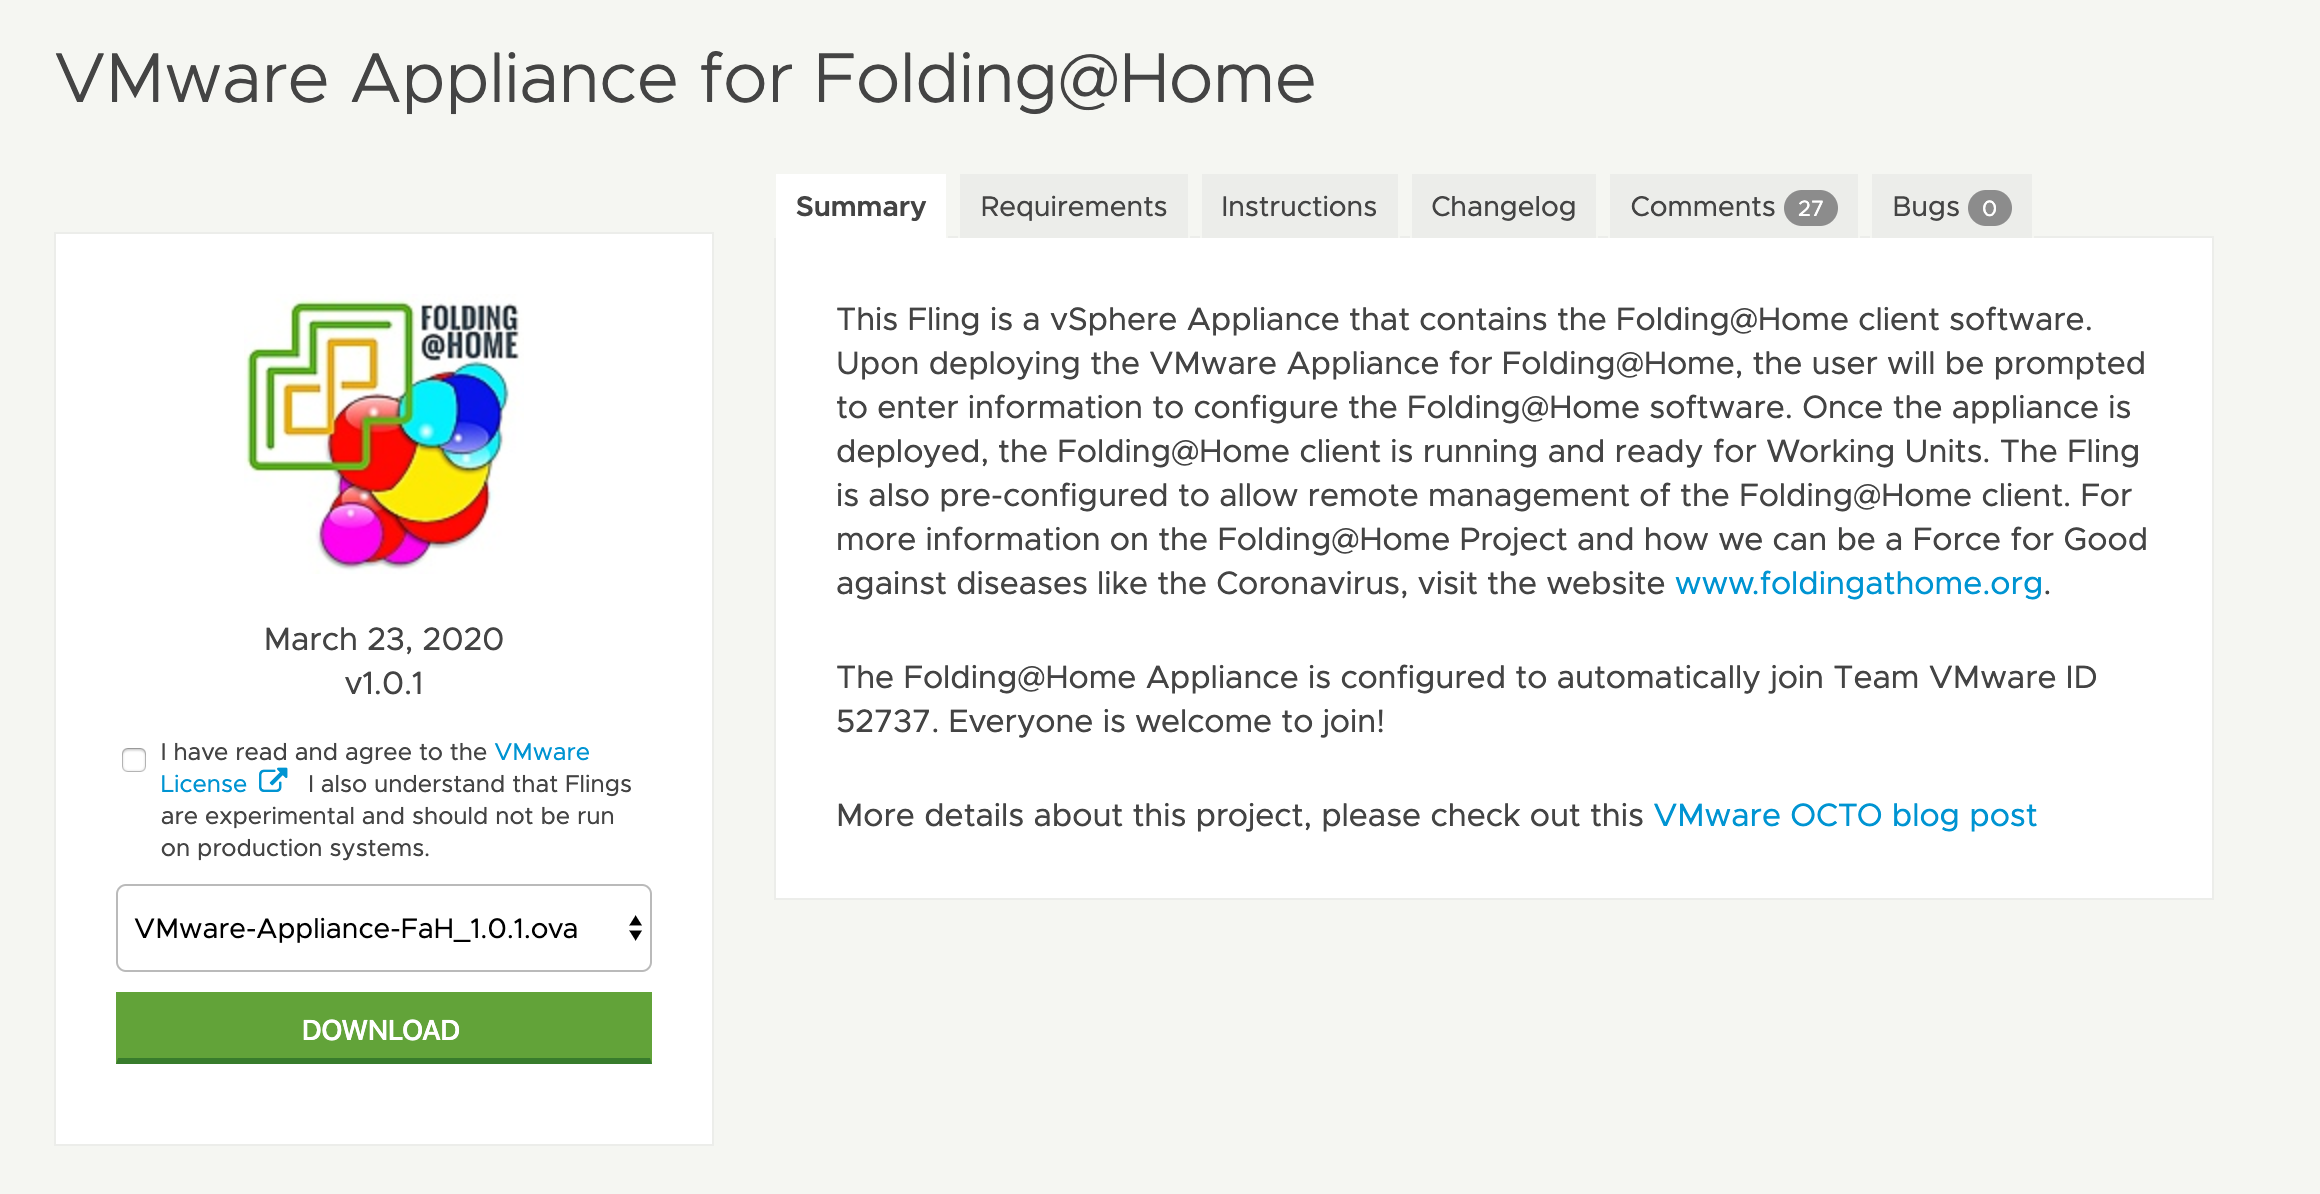 VMware Appliance for Folding@Home
Summary
Requirements
Instructions
Changelog
Comments 27
Bugs 0
FOLDING
@HOME
March 23, 2020
v1.0.1
I have read and agree to the VMware
License I also understand that Flings
are experimental and should not be run
on production systems.
VMware-Appliance-FaH_1.0.1.ova
DOWNLOAD
This Fling is a vSphere Appliance that contains the Folding@Home client software.
Upon deploying the VMware Appliance for Folding@Home, the user will be prompted
to enter information to configure the Folding@Home software. Once the appliance is
deployed, the Folding@Home client is running and ready for Working Units. The Fling
is also pre-configured to allow remote management of the Folding@Home client. For
more information on the Folding@Home Project and how we can be a Force for Good
against diseases like the Coronavirus, visit the website www.foldingathome.org.
The Folding@Home Appliance is configured to automatically join Team VMware ID
52737. Everyone is welcome to join!
More details about this project, please check out this VMware OCTO blog post